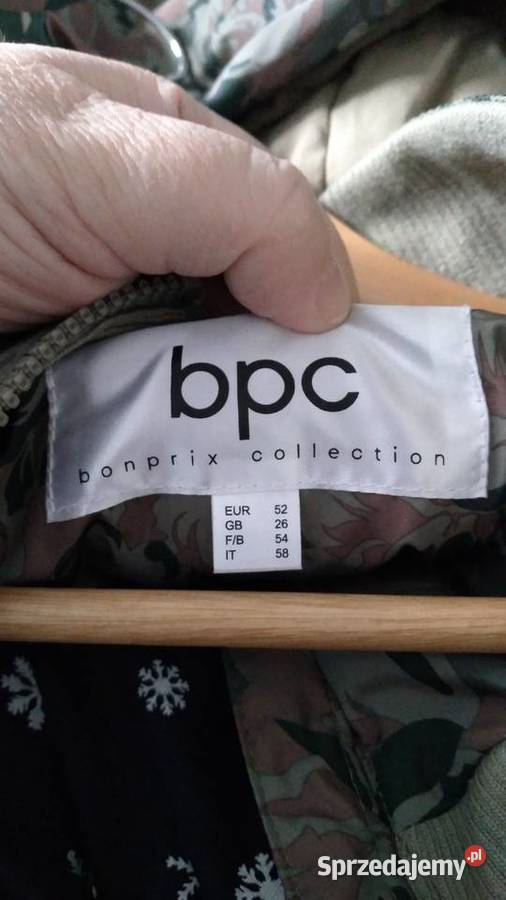 bpc
bonprix collection
EUR 52
GB 26
F/B 54
IT 58
Sprzedajemy.pl